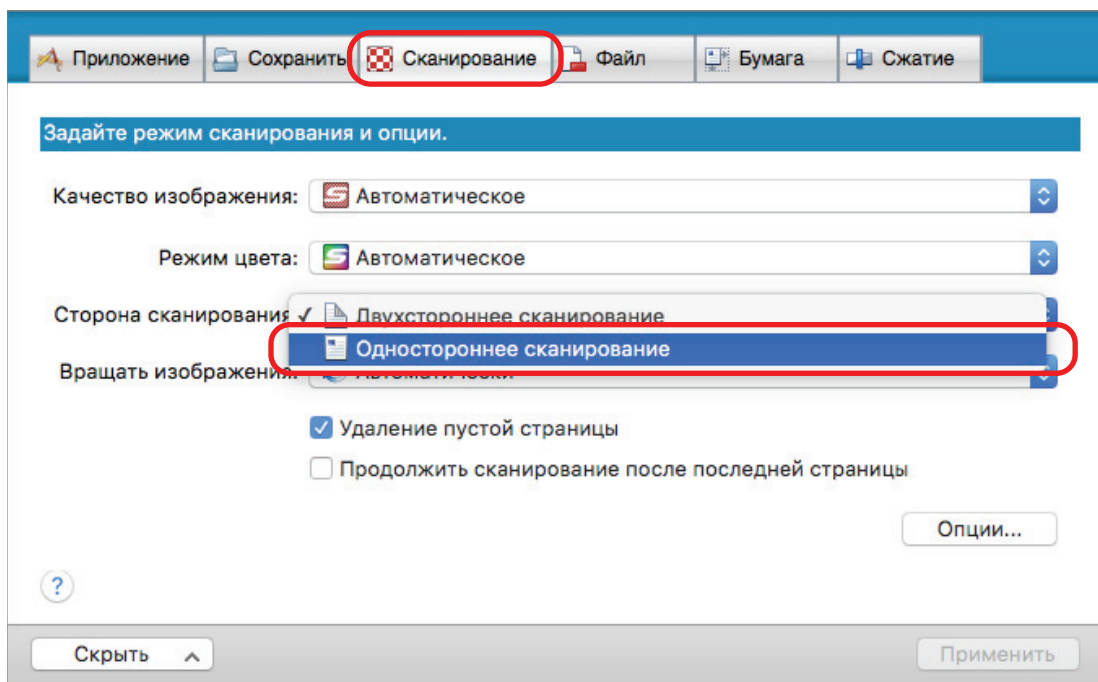 Приложение Сохранить Сканирование Файл Бумага Сжатие
Задайте режим сканирования и опции.
Качество изображения: Автоматическое
Режим цвета: Автоматическое
Сторона сканирования ✓ Двухстороннее сканирование
Одностороннее сканирование
Вращать изображения: Автоматически
Удаление пустой страницы
Продолжить сканирование после последней страницы
Опции...
?
Скрыть Применить